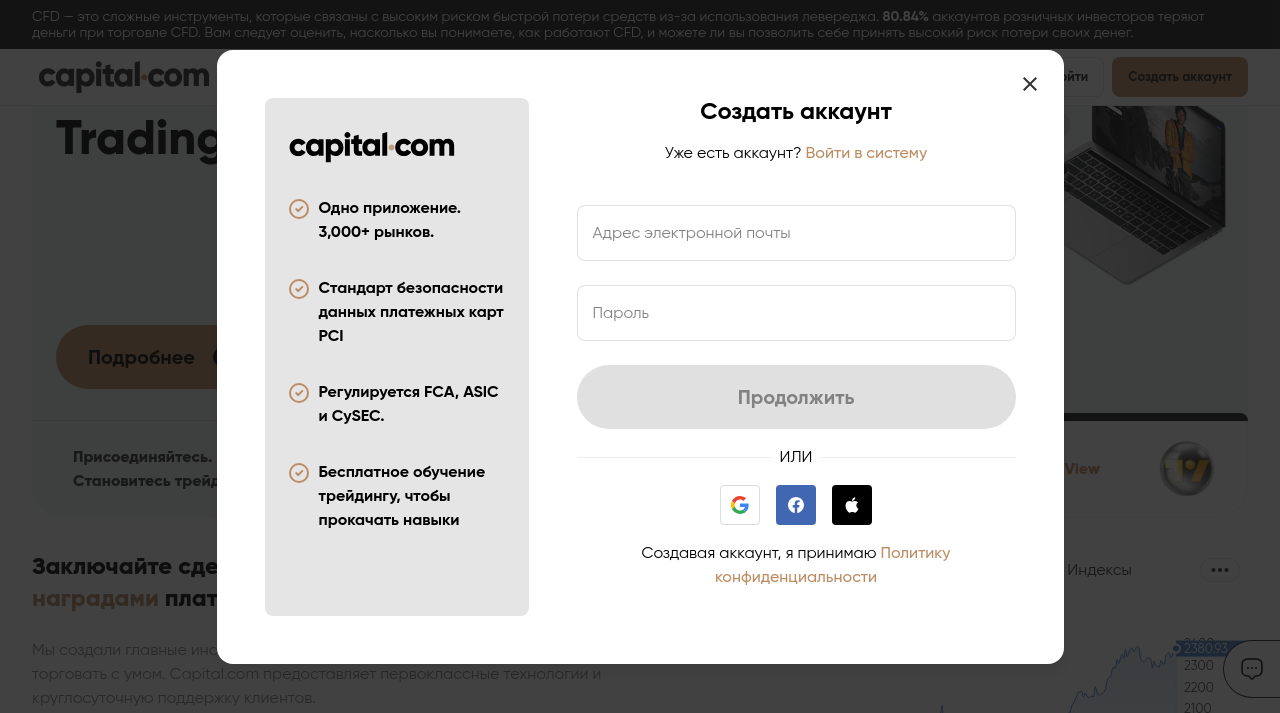 CFD — это сложные инструменты, которые связаны с высоким риском быстрой потери средств из-за использования левереджа. 80.84% аккаунтов розничных инвесторов теряют
деньги при торговле CFD. Вам следует оценить, насколько вы понимаете, как работают CFD, и можете ли вы позволить себе принять высокий риск потери своих денег.
capital.com
ойти
Создать аккаунт
Trading
Подробнее
Присоединяйтесь.
Становитесь трейд
View
Заключайте сде
наградами плат
Индексы
Мы создали главные инс
торговать с умом. Capital.com предоставляет первоклассные технологии и
круглосуточную поддержку клиентов.
2400
2380.93
2300
2200
2100
capital.com
Одно приложение.
3,000+ рынков.
Стандарт безопасности
данных платежных карт
PCI
Регулируется FCA, ASIC
и CySEC.
Бесплатное обучение
трейдингу, чтобы
прокачать навыки
Создать аккаунт
Уже есть аккаунт? Войти в систему
Адрес электронной почты
Пароль
Продолжить
ИЛИ
Создавая аккаунт, я принимаю Политику
конфиденциальности